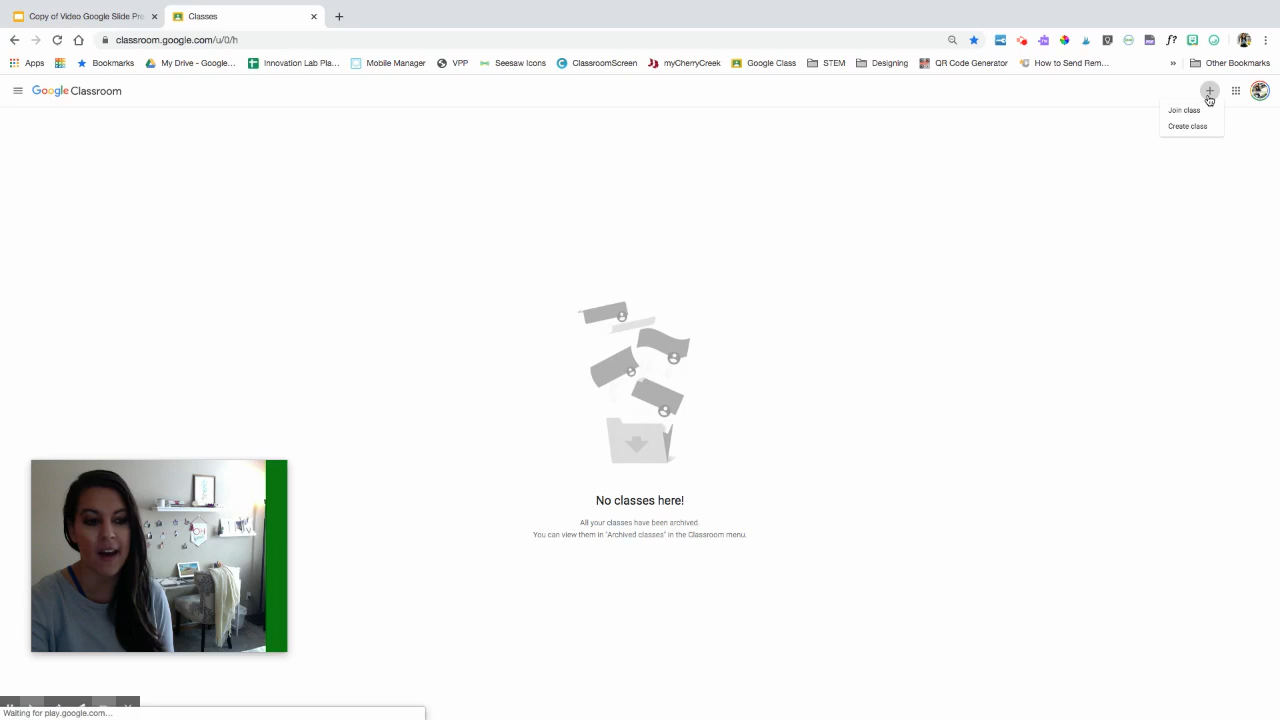 Copy of Video Google Slide Pre
Classes
classroom.google.com/u/0/h
Apps
Bookmarks
My Drive - Google...
Innovation Lab Pla...
Mobile Manager
VPP
Seesaw Icons
ClassroomScreen
myCherryCreek
Google Class
STEM
Designing
QR Code Generator
How to Send Rem...
»
Other Bookmarks
Google Classroom
Join class
Create class
No classes here!
All your classes have been archived.
You can view them in "Archived classes" in the Classroom menu.
Waiting for play.google.com...